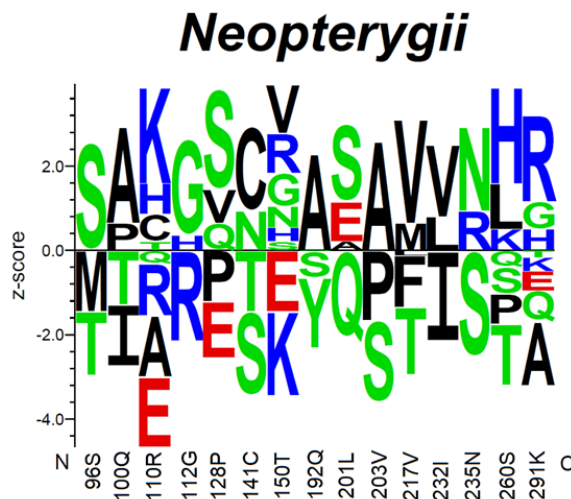 Neopterygii
z-score
2.0
0.0
-2.0
-4.0
S
M
T
A
P
T
I
K
H
C
Q
R
A
E
G
H
R
S
V
Q
P
E
C
N
T
S
V
R
G
N
H
S
E
K
A
S
Y
S
E
A
Q
A
P
S
V
M
F
T
V
L
I
N
R
S
H
L
K
Q
S
P
T
R
G
H
K
E
Q
A
N 96S 100Q 110R 112G 128P 141C 150T 192Q 201L 203V 217V 232I 235N 260S 291K